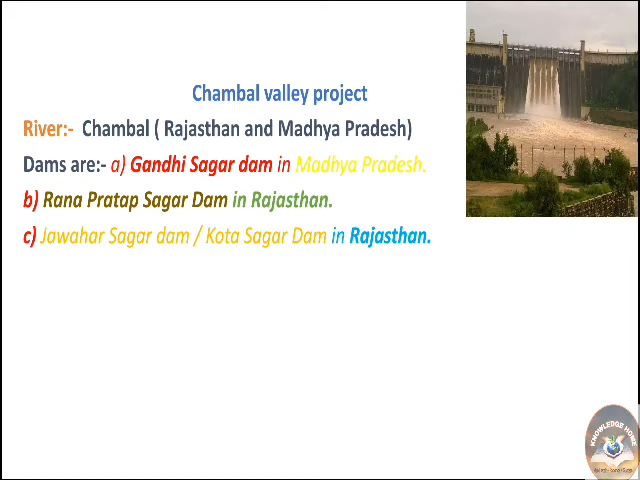 Chambal valley project
River:- Chambal ( Rajasthan and Madhya Pradesh)
Dams are:- a) Gandhi Sagar dam in Madhya Pradesh.
b) Rana Pratap Sagar Dam in Rajasthan.
c) Jawahar Sagar dam / Kota Sagar Dam in Rajasthan.
KNOWLEDGE HOME